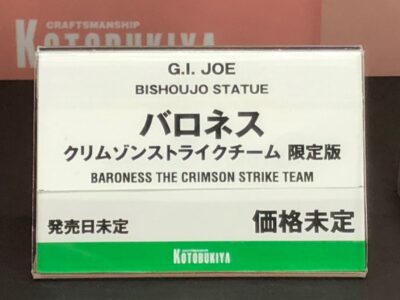 CRAFTSMANSHIP
KOTOBUKIYA
G.I. JOE
BISHOUJO STATUE
バロネス
クリムゾンストライクチーム 限定版
BARONESS THE CRIMSON STRIKE TEAM
発売日未定
価格未定
CRAFTSMANSHIP
KOTOBUKIYA